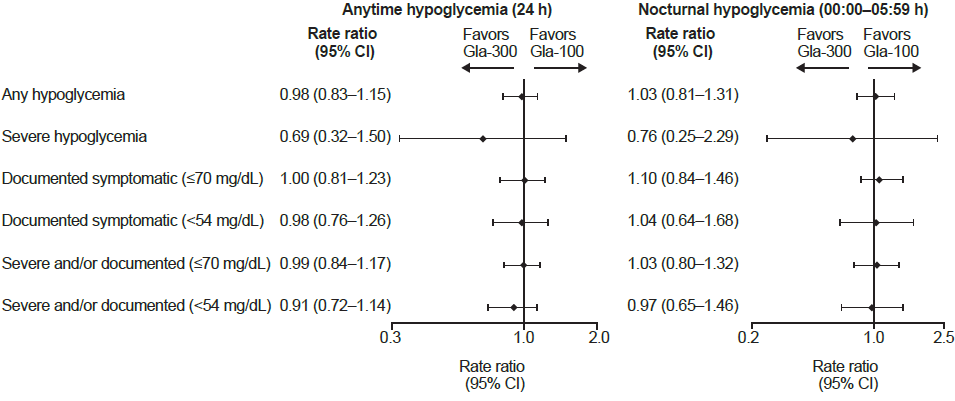 Anytime hypoglycemia (24 h) Nocturnal hypoglycemia (00:00–05:59 h)
Rate ratio Favors Favors Rate ratio Favors Favors
(95% CI) Gla-300 Gla-100 (95% CI) Gla-300 Gla-100
Any hypoglycemia 0.98 (0.83–1.15) 1.03 (0.81–1.31)
Severe hypoglycemia 0.69 (0.32–1.50) 0.76 (0.25–2.29)
Documented symptomatic (≤70 mg/dL) 1.00 (0.81–1.23) 1.10 (0.84–1.46)
Documented symptomatic (<54 mg/dL) 0.98 (0.76–1.26) 1.04 (0.64–1.68)
Severe and/or documented (≤70 mg/dL) 0.99 (0.84–1.17) 1.03 (0.80–1.32)
Severe and/or documented (<54 mg/dL) 0.91 (0.72–1.14) 0.97 (0.65–1.46)
0.3 1.0 2.0 0.2 1.0 2.5
Rate ratio Rate ratio
(95% CI) (95% CI)